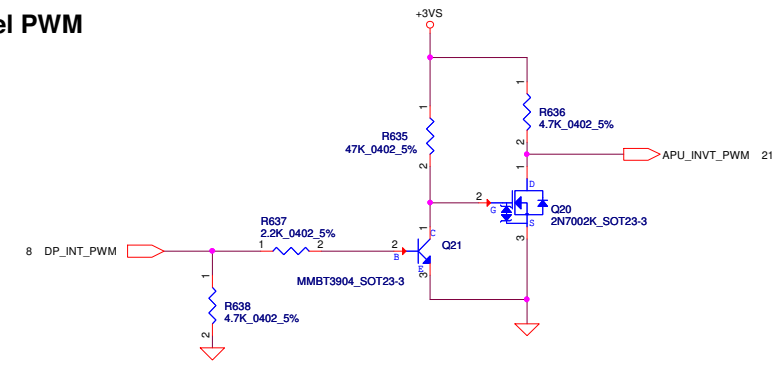 el PWM
+3VS
1
1
R636
4.7K_0402_5%
R635
47K_0402_5%
2
2
APU_INVT_PWM 21
1
D
2
G
Q20
2N7002K_SOT23-3
S
3
R637
2.2K_0402_5%
1
C
Q21
8 DP_INT_PWM
1 2
2
B
E
3
MMBT3904_SOT23-3
1
R638
4.7K_0402_5%
2